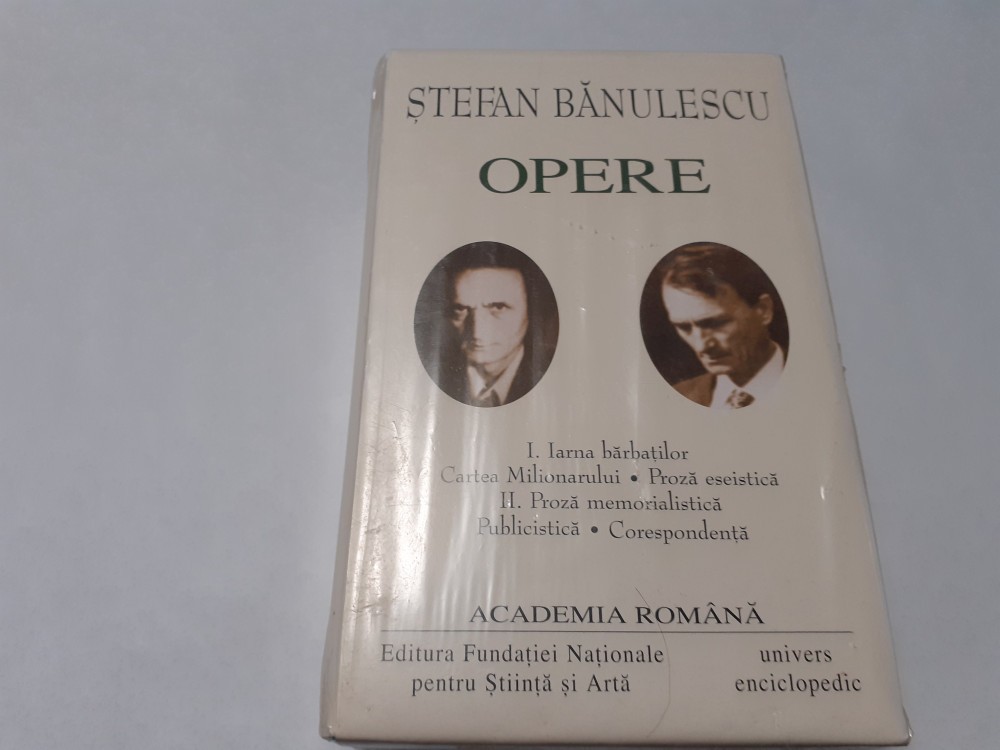 ȘTEFAN BĂNULESCU
OPERE
I. Iarna bărbaților
Cartea Milionarului • Proză eseistică
II. Proză memorialistică
Publicistică • Corespondență
ACADEMIA ROMÂNĂ
Editura Fundației Naționale
pentru Știință și Artă
univers
enciclopedic